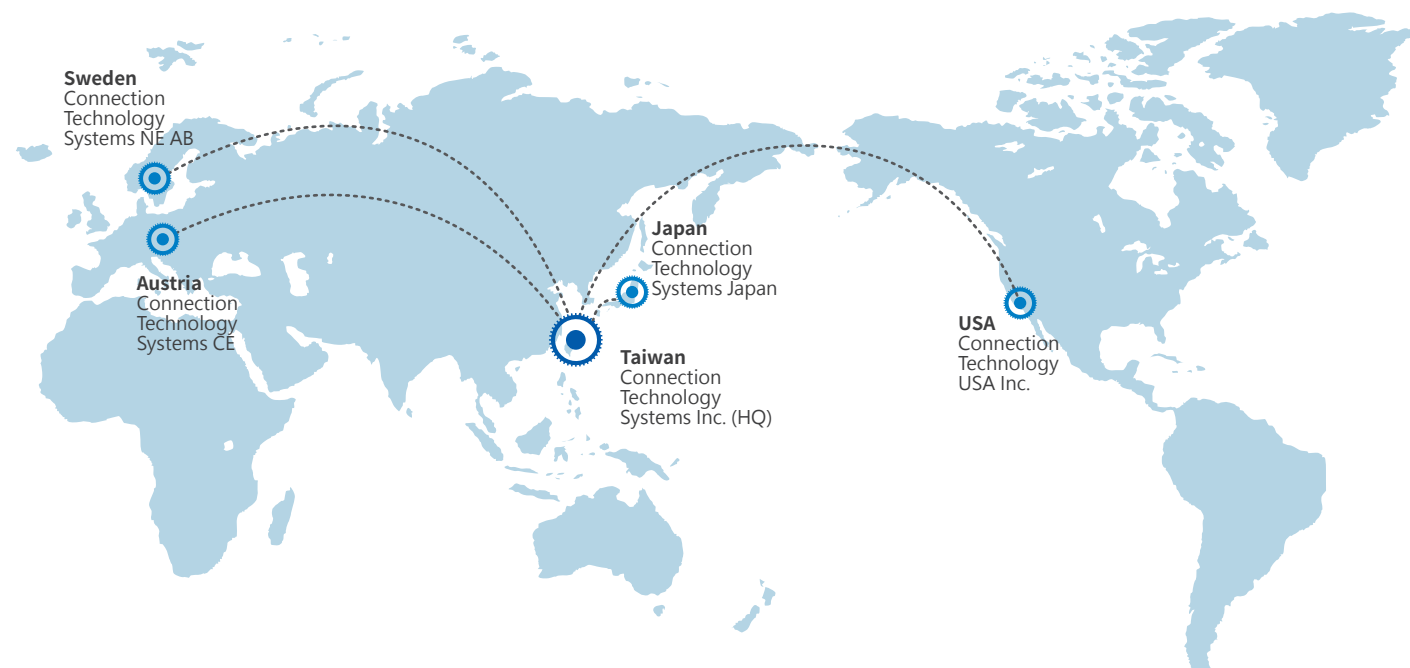 Sweden
Connection
Technology
Systems NE AB
Austria
Connection
Technology
Systems CE
Japan
Connection
Technology
Systems Japan
Taiwan
Connection
Technology
Systems Inc. (HQ)
USA
Connection
Technology
USA Inc.